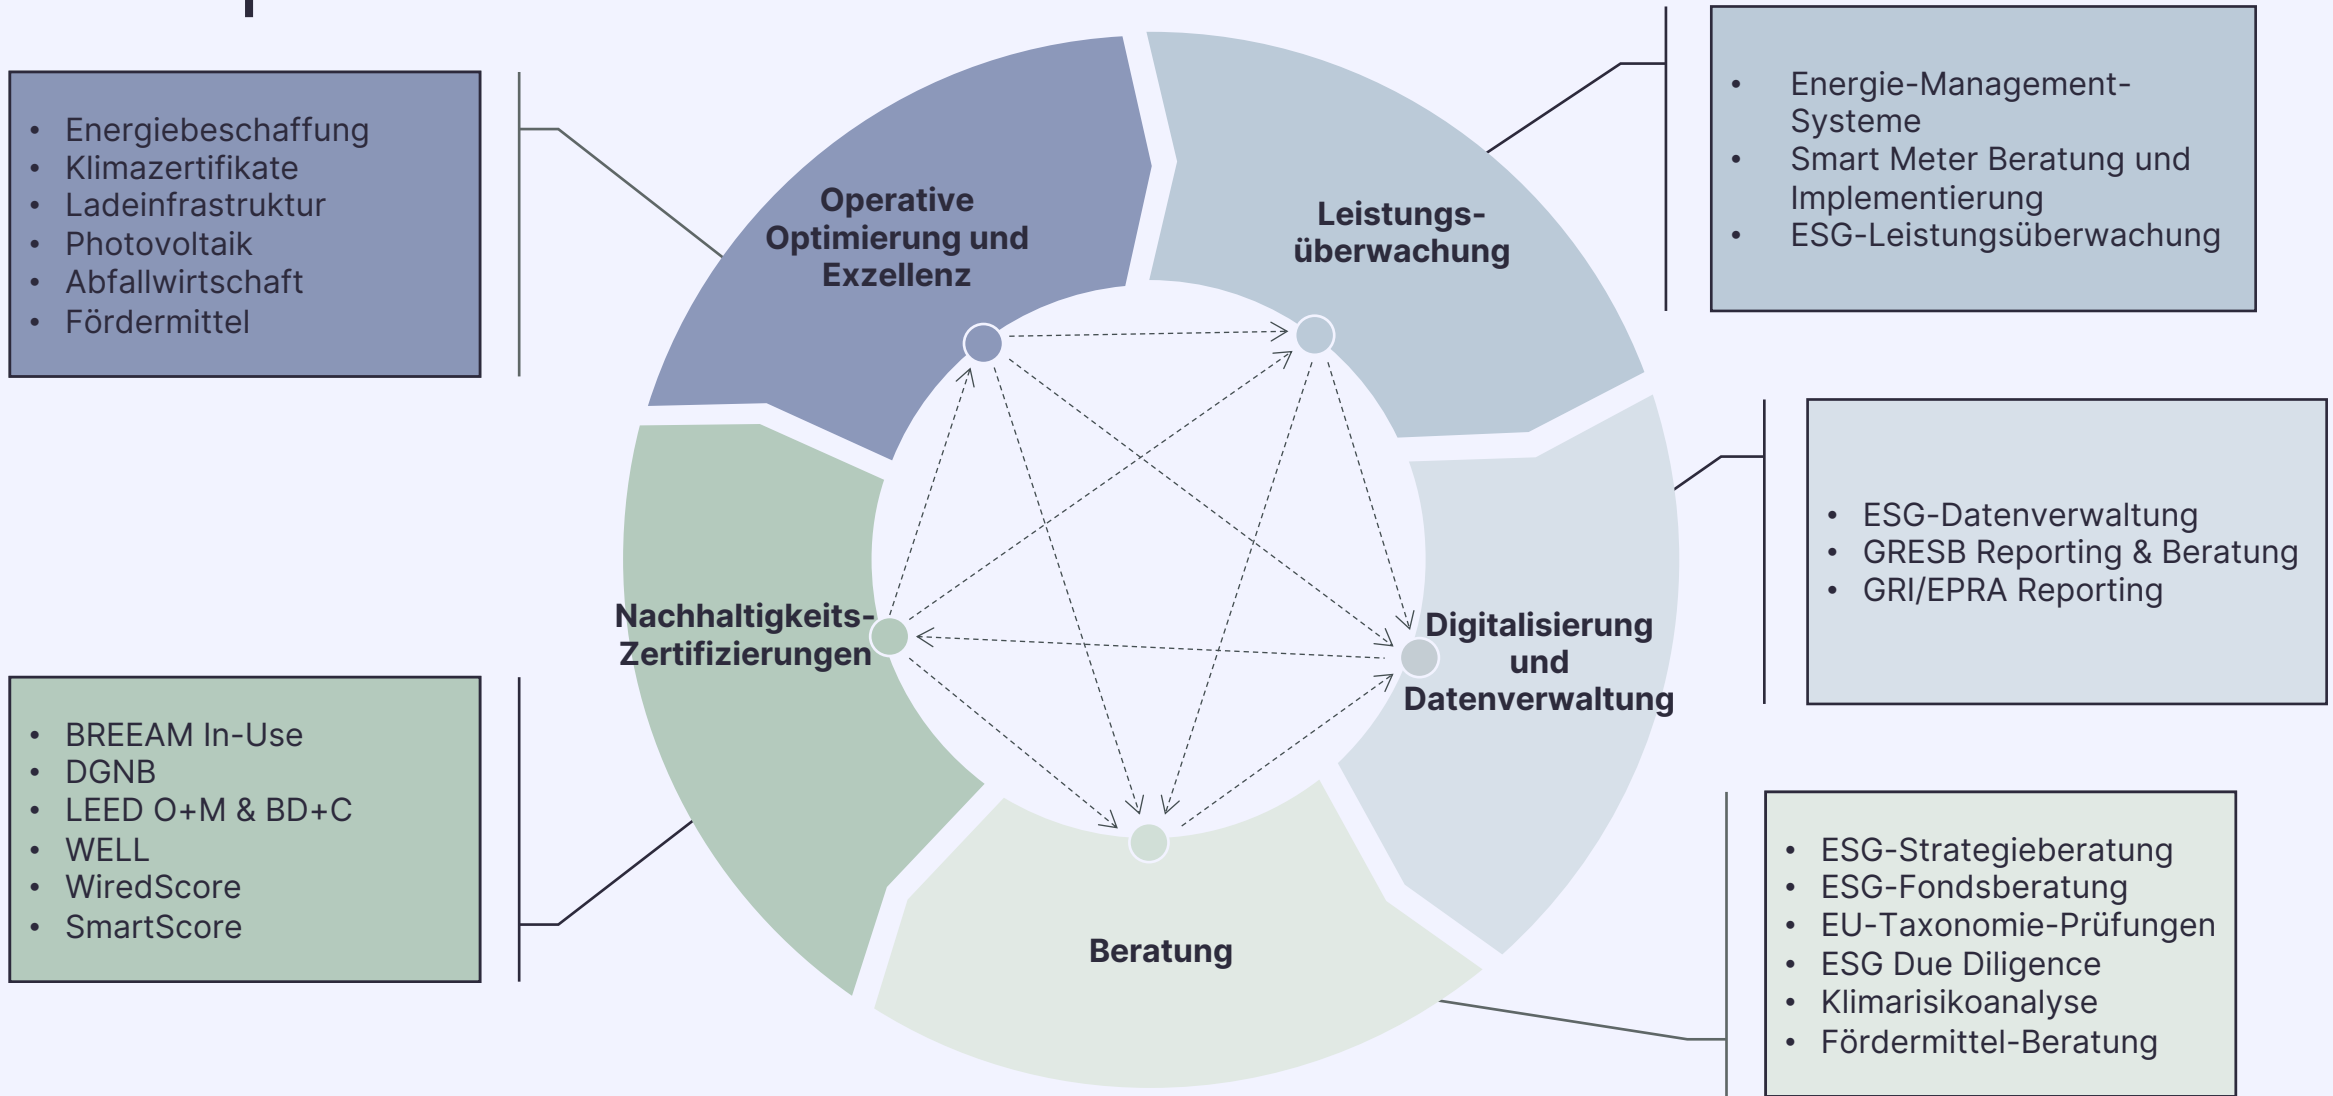 • Energiebeschaffung
• Klimazertifikate
• Ladeinfrastruktur
• Photovoltaik
• Abfallwirtschaft
• Fördermittel
Operative
Optimierung und
Exzellenz
Leistungs-
überwachung
• Energie-Management-
Systeme
• Smart Meter Beratung und
Implementierung
• ESG-Leistungsüberwachung
Nachhaltigkeits-
Zertifizierungen
Digitalisierung
und
Datenverwaltung
• ESG-Datenverwaltung
• GRESB Reporting & Beratung
• GRI/EPRA Reporting
• BREEAM In-Use
• DGNB
• LEED O+M & BD+C
• WELL
• WiredScore
• SmartScore
Beratung
• ESG-Strategieberatung
• ESG-Fondsberatung
• EU-Taxonomie-Prüfungen
• ESG Due Diligence
• Klimarisikoanalyse
• Fördermittel-Beratung